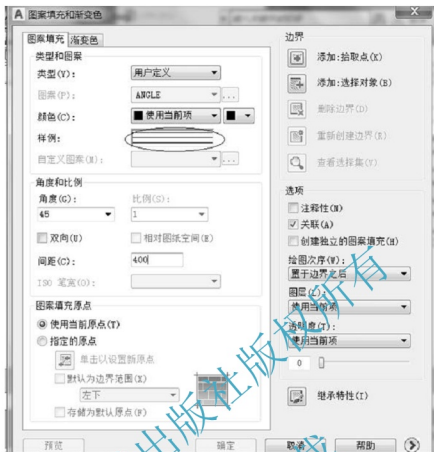 图案填充和渐变色
图案填充 渐变色
类型和图案
类型(Y): 用户定义
图案(P): ANGLE ...
颜色(C): 使用当前项
样例:
自定义图案(M): ...
角度和比例
角度(G): 比例(S):
45 1
双向(U) 相对图纸空间(E)
间距(C): 400
ISO 笔宽(O):
图案填充原点
使用当前原点(T)
指定的原点
单击以设置新原点
默认为边界范围(X)
左下
存储为默认原点(F)
边界
添加:拾取点(K)
添加:选择对象(B)
删除边界(D)
重新创建边界(R)
查看选择集(V)
选项
注释性(N)
关联(A)
创建独立的图案填充(H)
绘图次序(W):
置于边界之后
图层(L):
使用当前项
透明度(T):
使用当前项
0
继承特性(I)
预览 确定 取消 帮助
出版社版权所有